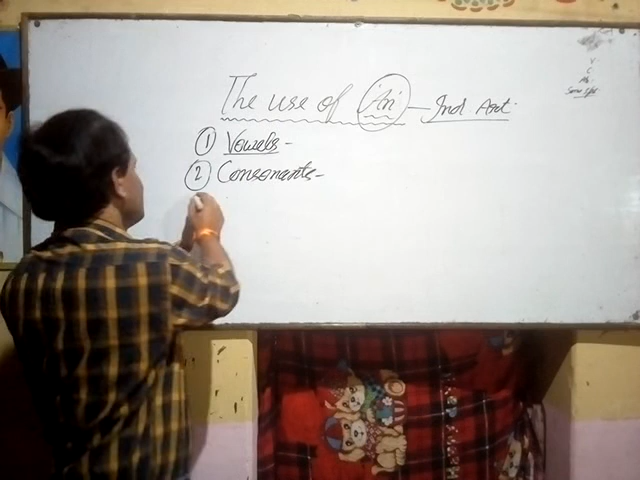 The use of 'An' - Ind Art.
① Vowels -
② Consonants -
V
C